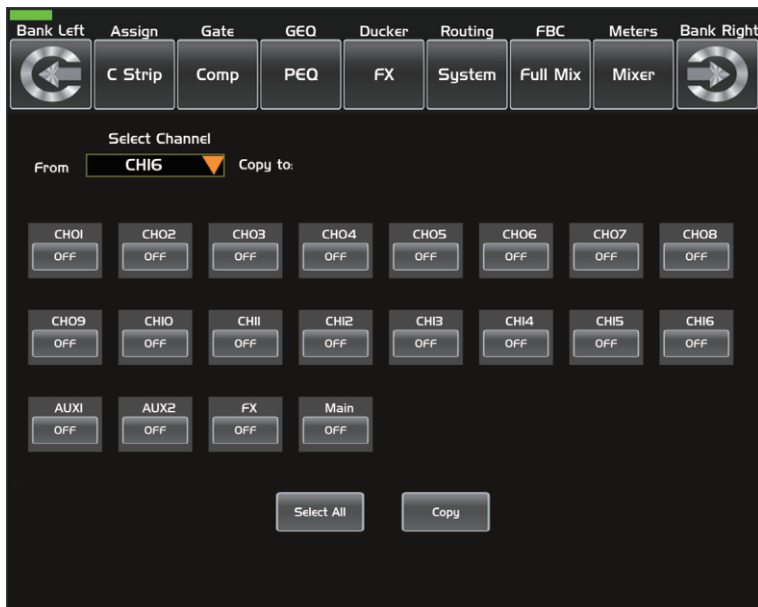 Bank Left Assign Gate GEQ Ducker Routing FBC Meters Bank Right
C Strip Comp PEQ FX System Full Mix Mixer
Select Channel
From CH16 Copy to:
CH01 CH02 CH03 CH04 CH05 CH06 CH07 CH08
OFF OFF OFF OFF OFF OFF OFF OFF
CH09 CH10 CH11 CH12 CH13 CH14 CH15 CH16
OFF OFF OFF OFF OFF OFF OFF OFF
AUX1 AUX2 FX Main
OFF OFF OFF OFF
Select All Copy